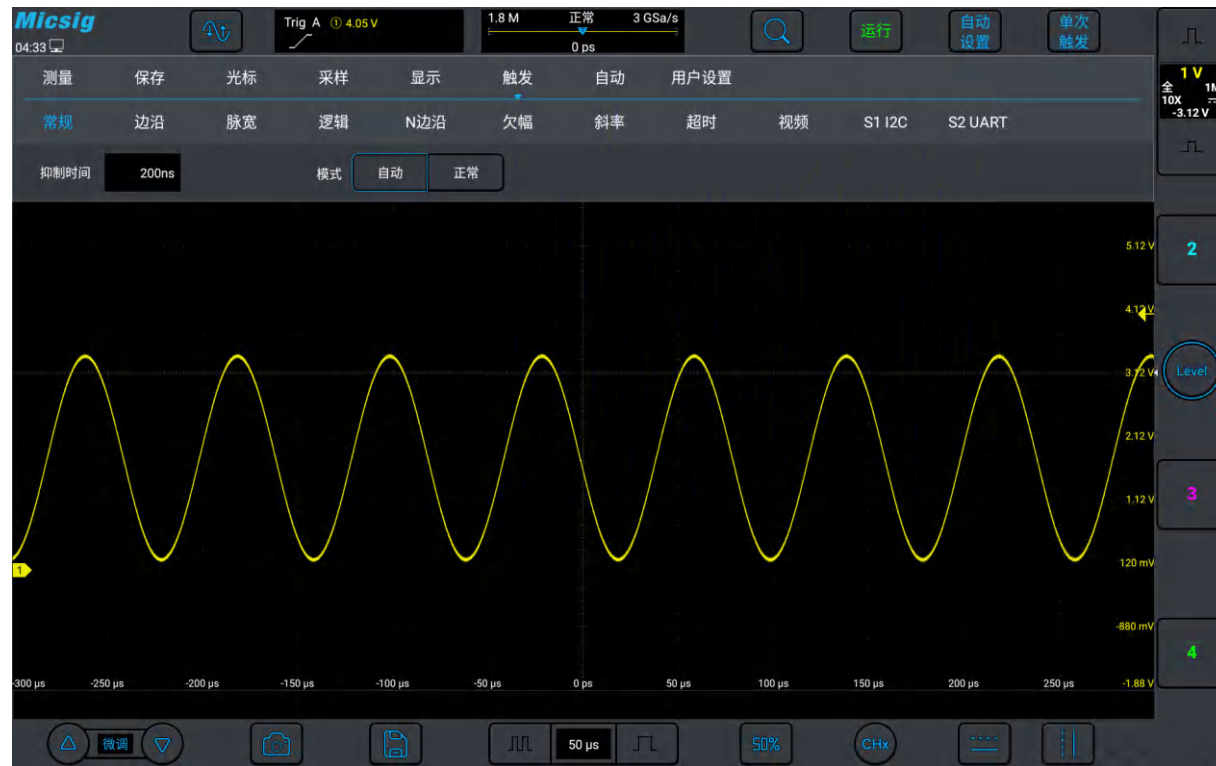 Micsig
04:33
Trig A ① 4.05 V
1.8 M 正常 3 GSa/s
0 ps
运行
自动
设置
单次
触发
测量 保存 光标 采样 显示 触发 自动 用户设置
常规 边沿 脉宽 逻辑 N边沿 欠幅 斜率 超时 视频 S1 I2C S2 UART
抑制时间 200ns 模式 自动 正常
1 V
全 1M
10X
-3.12 V
5.12 V
2
4.12 V
3.12 V
Level
2.12 V
1.12 V
3
1
120 mV
-880 mV
4
-300 µs -250 µs -200 µs -150 µs -100 µs -50 µs 0 ps 50 µs 100 µs 150 µs 200 µs 250 µs -1.88 V
微调 50 µs 50% CHx